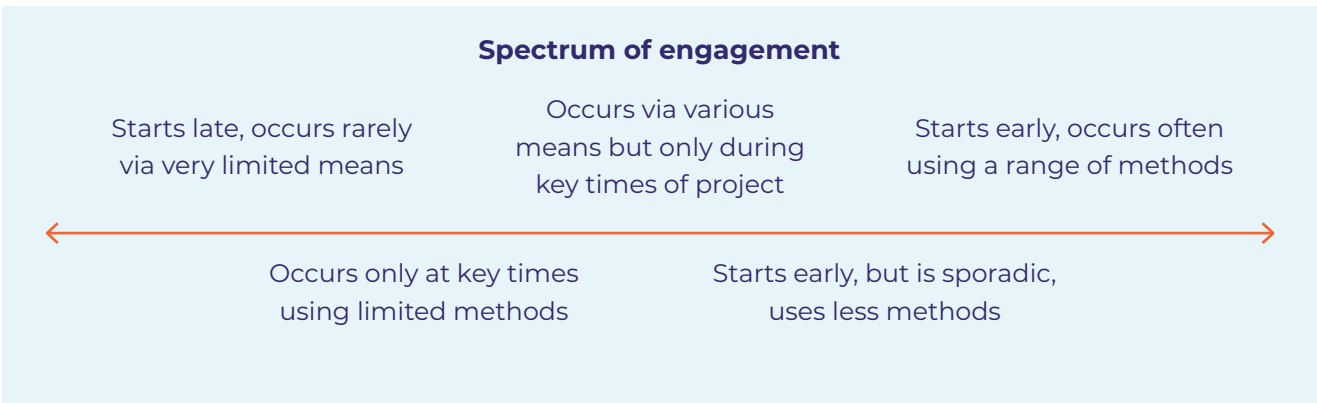 Spectrum of engagement
Starts late, occurs rarely
via very limited means
Occurs via various
means but only during
key times of project
Starts early, occurs often
using a range of methods
Occurs only at key times
using limited methods
Starts early, but is sporadic,
uses less methods